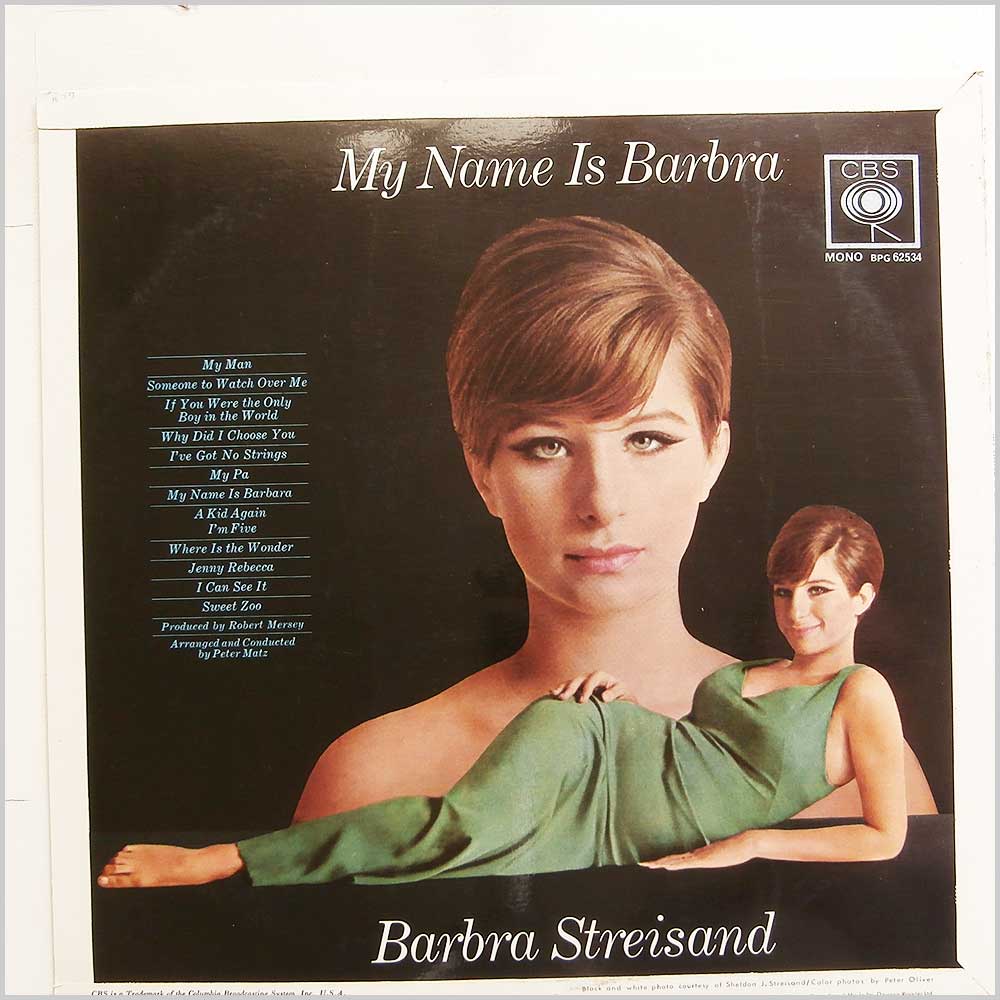 My Name Is Barbra
CBS
MONO BPG 62534
My Man
Someone to Watch Over Me
If You Were the Only
Boy in the World
Why Did I Choose You
I've Got No Strings
My Pa
My Name Is Barbara
A Kid Again
I'm Five
Where Is the Wonder
Jenny Rebecca
I Can See It
Sweet Zoo
Produced by Robert Mersey
Arranged and Conducted
by Peter Matz
Barbra Streisand
Black and white photo courtesy of Sheldon J. Streisand/Color photos by Peter Oliver
CBS is a Trademark of the Columbia Broadcasting System, Inc. U.S.A.